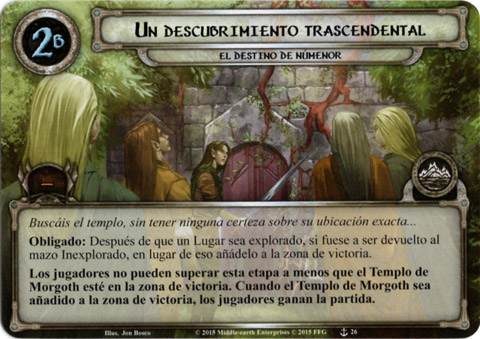 2B
UN DESCUBRIMIENTO TRASCENDENTAL
EL DESTINO DE NÚMENOR
Buscáis el templo, sin tener ninguna certeza sobre su ubicación exacta...
Obligado: Después de que un Lugar sea explorado, si fuese a ser devuelto al
mazo Inexplorado, en lugar de eso añádelo a la zona de victoria.
Los jugadores no pueden superar esta etapa a menos que el Templo de
Morgoth esté en la zona de victoria. Cuando el Templo de Morgoth sea
añadido a la zona de victoria, los jugadores ganan la partida.
Illus. Jon Bosco © 2015 Middle-earth Enterprises © 2015 FFG 26